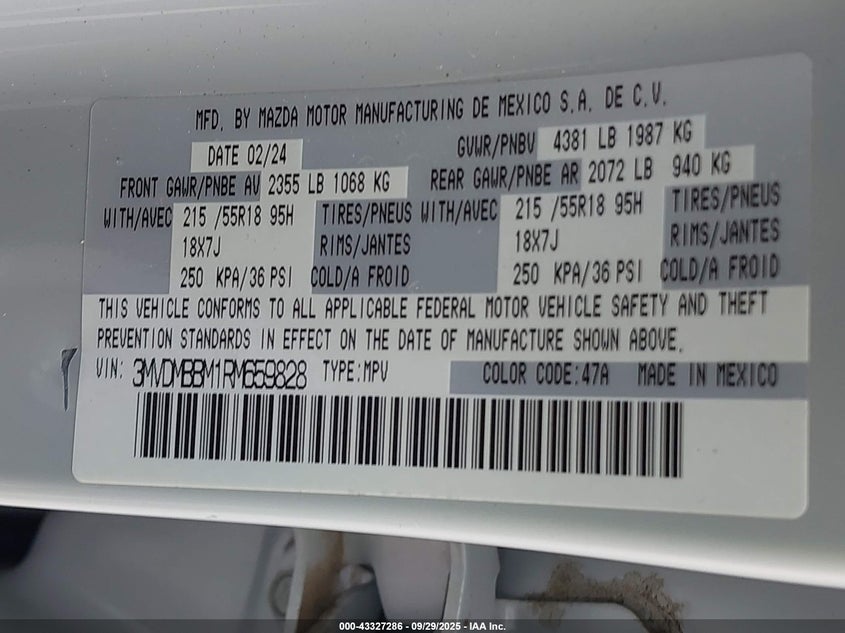 MFD. BY MAZDA MOTOR MANUFACTURING DE MEXICO S.A. DE C.V.
DATE 02/24 GVWR/PNBV 4381 LB 1987 KG
FRONT GAWR/PNBE AV 2355 LB 1068 KG REAR GAWR/PNBE AR 2072 LB 940 KG
WITH/AVEC 215 /55R18 95H TIRES/PNEUS WITH/AVEC 215 /55R18 95H TIRES/PNEUS
18X7J RIMS/JANTES 18X7J RIMS/JANTES
250 KPA/36 PSI COLD/A FROID 250 KPA/36 PSI COLD/A FROID
THIS VEHICLE CONFORMS TO ALL APPLICABLE FEDERAL MOTOR VEHICLE SAFETY AND THEFT
PREVENTION STANDARDS IN EFFECT ON THE DATE OF MANUFACTURE SHOWN ABOVE.
VIN: 3MVDMBBM1RM659828 TYPE:MPV COLOR CODE:47A MADE IN MEXICO
000-43327286 - 09/29/2025 - IAA Inc.